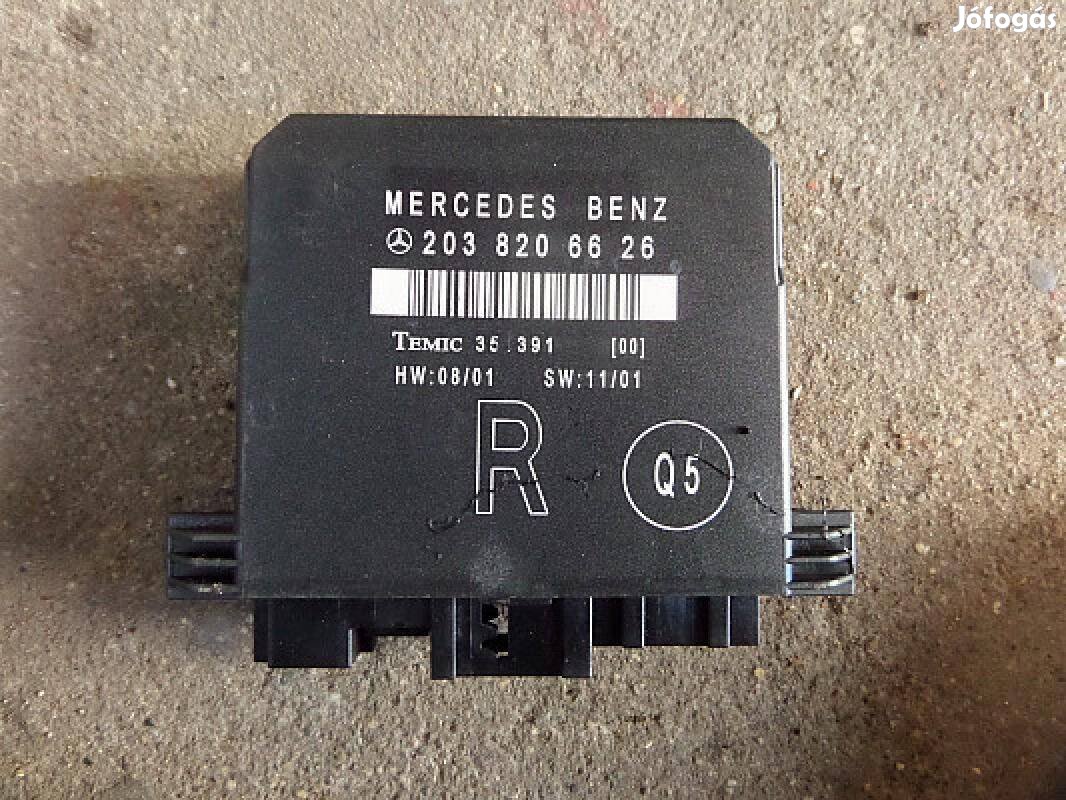 Jófogás
MERCEDES BENZ
203 820 66 26
TEMIC 35.391 [00]
HW:08/01 SW:11/01
R
Q5